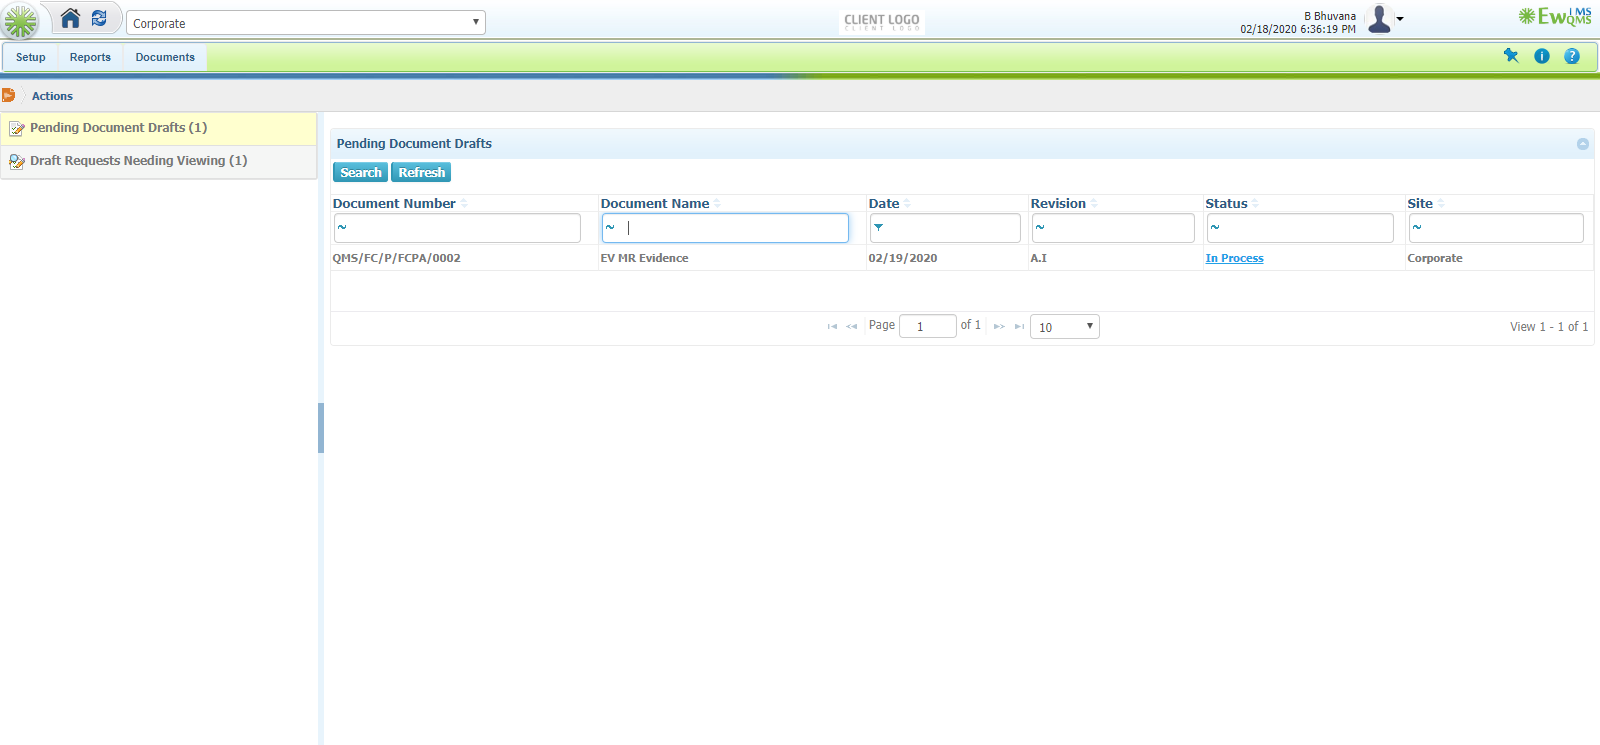 Corporate
CLIENT LOGO
CLIENT LOGO
B Bhuvana
02/18/2020 6:36:19 PM
EwQMS
IMS
Setup Reports Documents
Actions
Pending Document Drafts (1)
Draft Requests Needing Viewing (1)
Pending Document Drafts
Search Refresh
Document Number Document Name Date Revision Status Site
~ ~ ~ ~ ~
QMS/FC/P/FCPA/0002 EV MR Evidence 02/19/2020 A.I In Process Corporate
Page 1 of 1 10 View 1 - 1 of 1